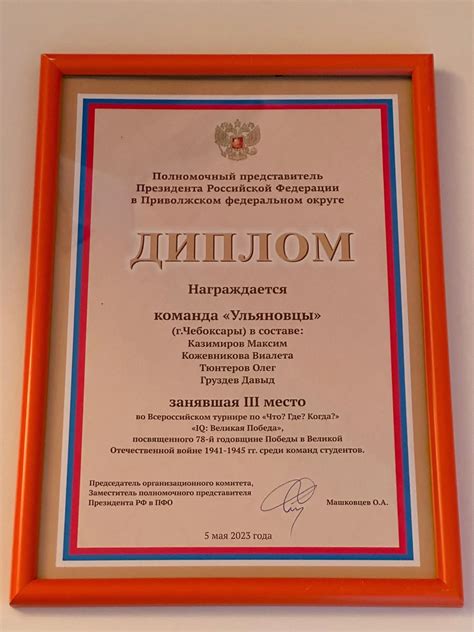 Полномочный представитель
Президента Российской Федерации
в Приволжском федеральном округе
ДИПЛОМ
Награждается
команда «Ульяновцы»
(г.Чебоксары) в составе:
Казимиров Максим
Кожевникова Виалета
Тюнтеров Олег
Груздев Давыд
занявшая III место
во Всероссийском турнире по «Что? Где? Когда?»
«IQ: Великая Победа»,
посвященного 78-й годовщине Победы в Великой
Отечественной войне 1941-1945 гг. среди команд студентов.
Председатель организационного комитета,
Заместитель полномочного представителя
Президента РФ в ПФО
Машковцев О.А.
5 мая 2023 года